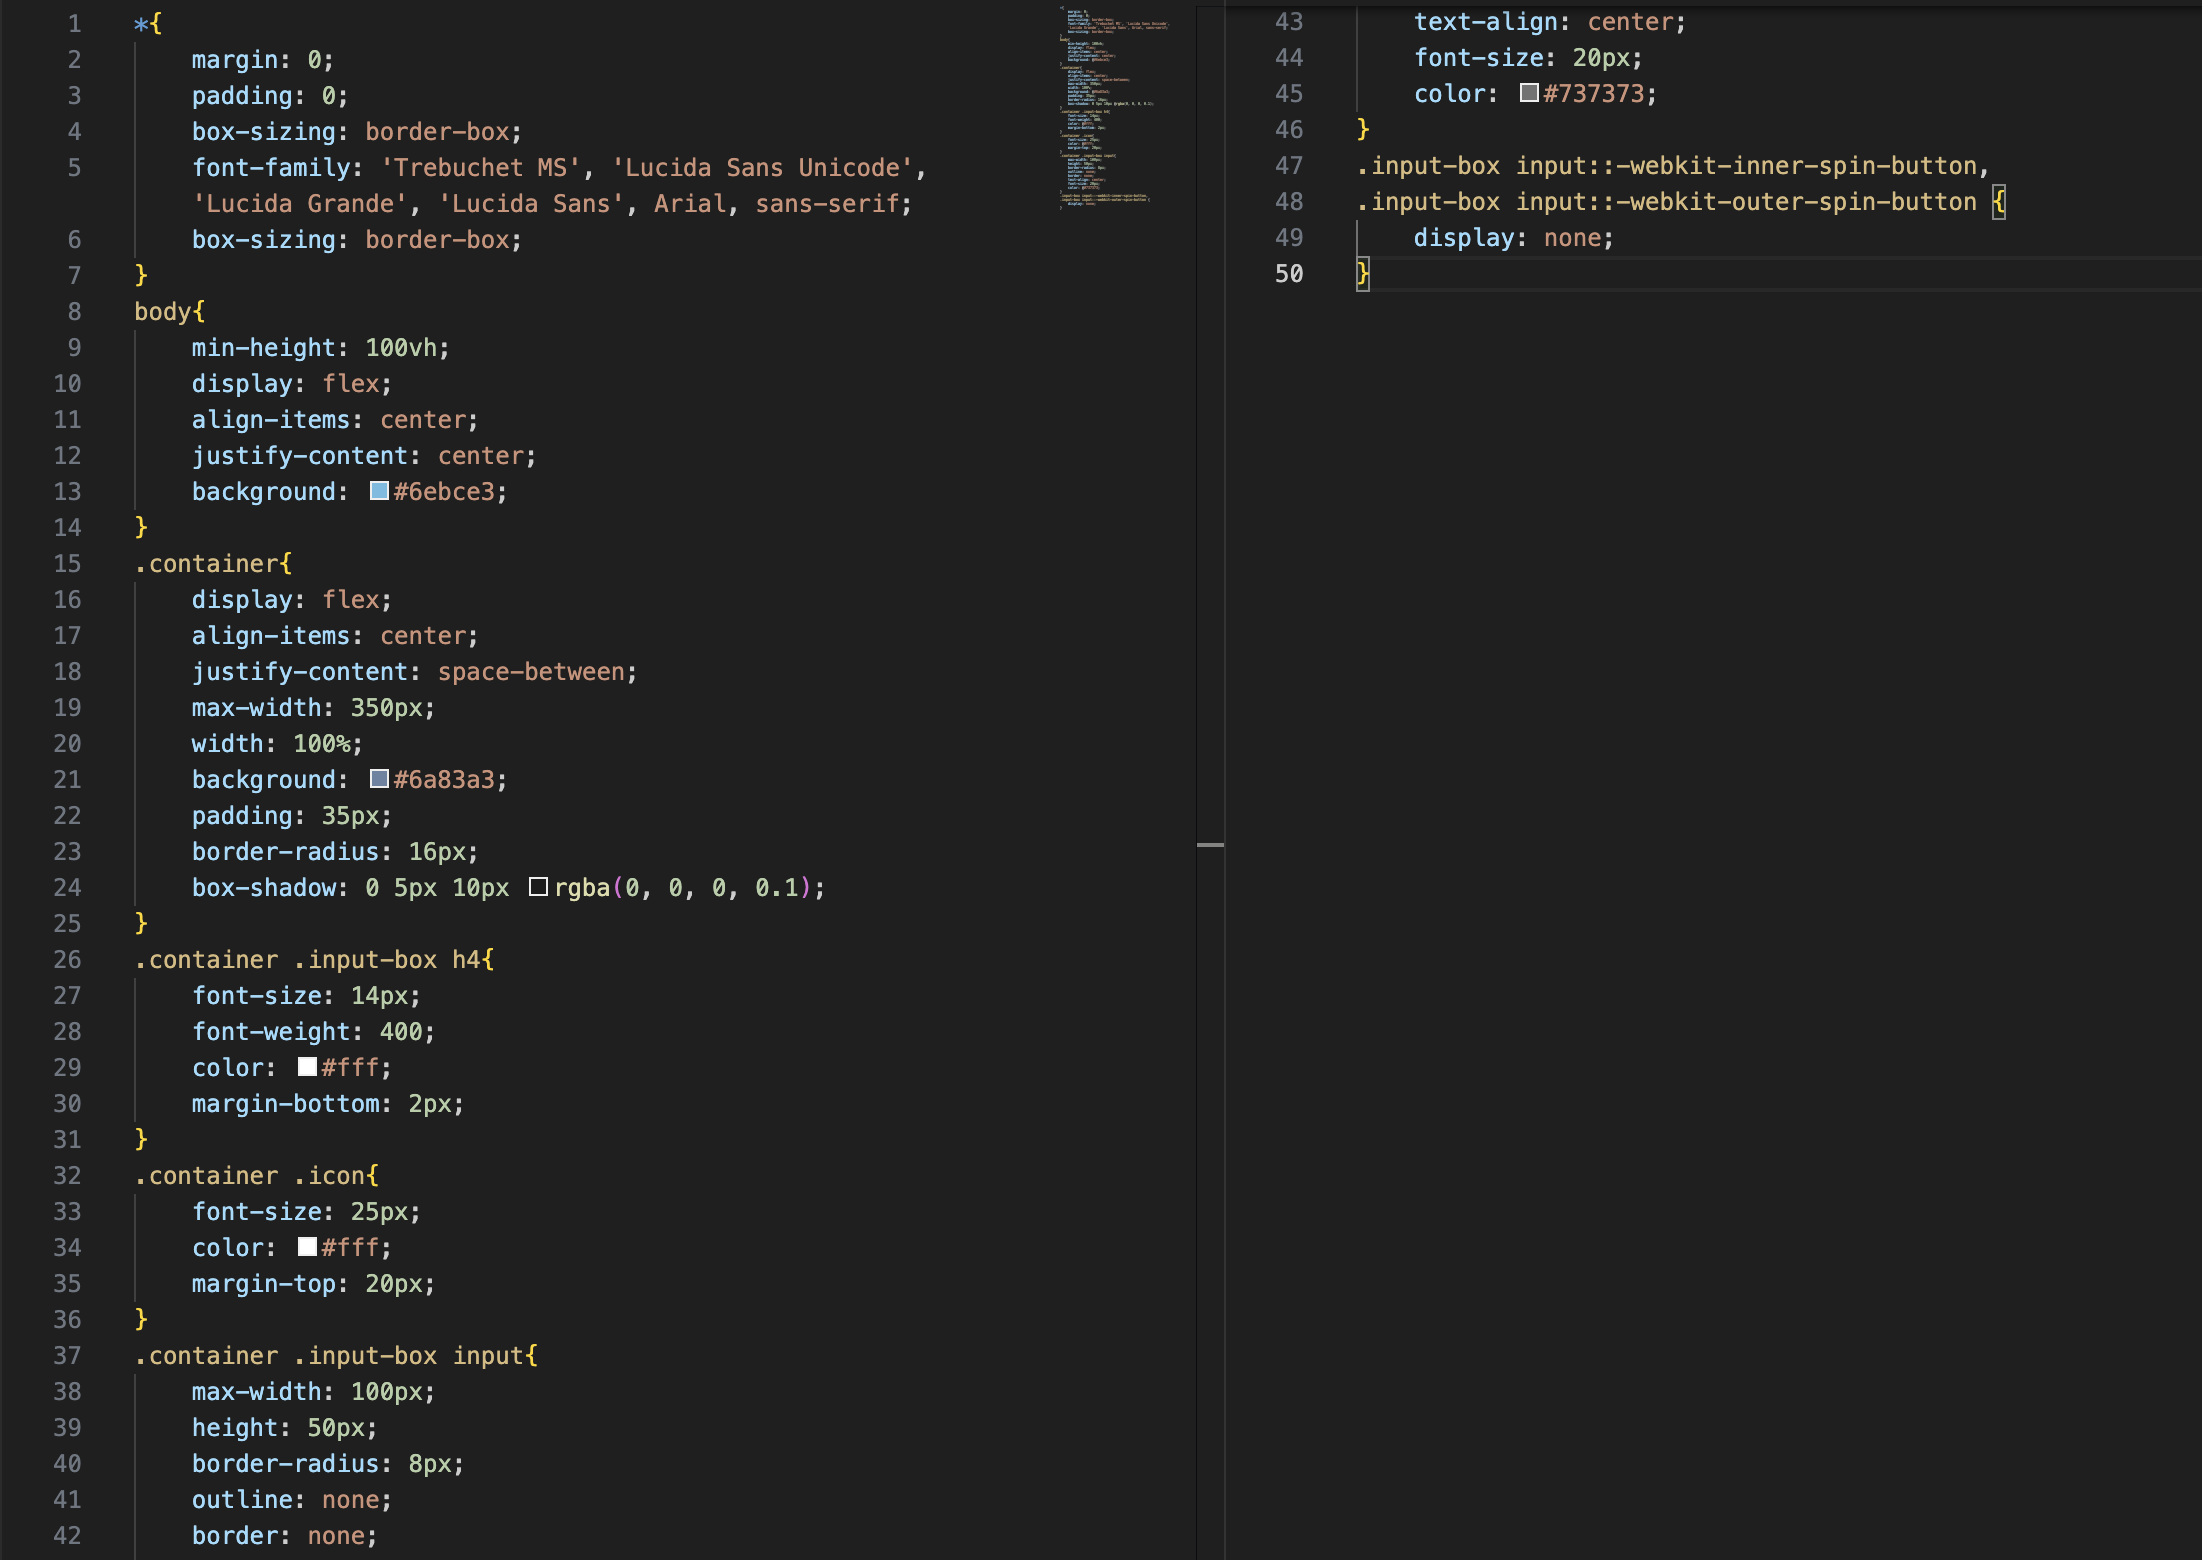 1 *{
2 margin: 0;
3 padding: 0;
4 box-sizing: border-box;
5 font-family: 'Trebuchet MS', 'Lucida Sans Unicode',
'Lucida Grande', 'Lucida Sans', Arial, sans-serif;
6 box-sizing: border-box;
7 }
8 body{
9 min-height: 100vh;
10 display: flex;
11 align-items: center;
12 justify-content: center;
13 background: #6ebce3;
14 }
15 .container{
16 display: flex;
17 align-items: center;
18 justify-content: space-between;
19 max-width: 350px;
20 width: 100%;
21 background: #6a83a3;
22 padding: 35px;
23 border-radius: 16px;
24 box-shadow: 0 5px 10px rgba(0, 0, 0, 0.1);
25 }
26 .container .input-box h4{
27 font-size: 14px;
28 font-weight: 400;
29 color: #fff;
30 margin-bottom: 2px;
31 }
32 .container .icon{
33 font-size: 25px;
34 color: #fff;
35 margin-top: 20px;
36 }
37 .container .input-box input{
38 max-width: 100px;
39 height: 50px;
40 border-radius: 8px;
41 outline: none;
42 border: none;
43 text-align: center;
44 font-size: 20px;
45 color: #737373;
46 }
47 .input-box input::-webkit-inner-spin-button,
48 .input-box input::-webkit-outer-spin-button {
49 display: none;
50 }